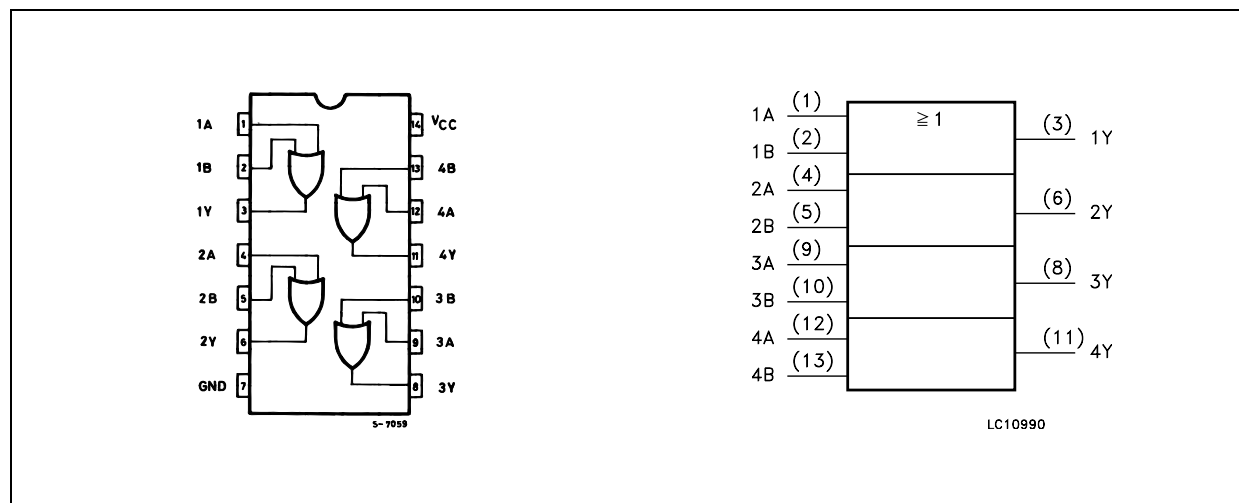 1A 1 14 VCC
1B 2 13 4B
1Y 3 12 4A
2A 4 11 4Y
2B 5 10 3B
2Y 6 9 3A
GND 7 8 3Y
S-7059
1A (1) ≧ 1
(3) 1Y
1B (2)
2A (4)
(6) 2Y
2B (5)
3A (9)
(8) 3Y
3B (10)
4A (12)
(11) 4Y
4B (13)
LC10990